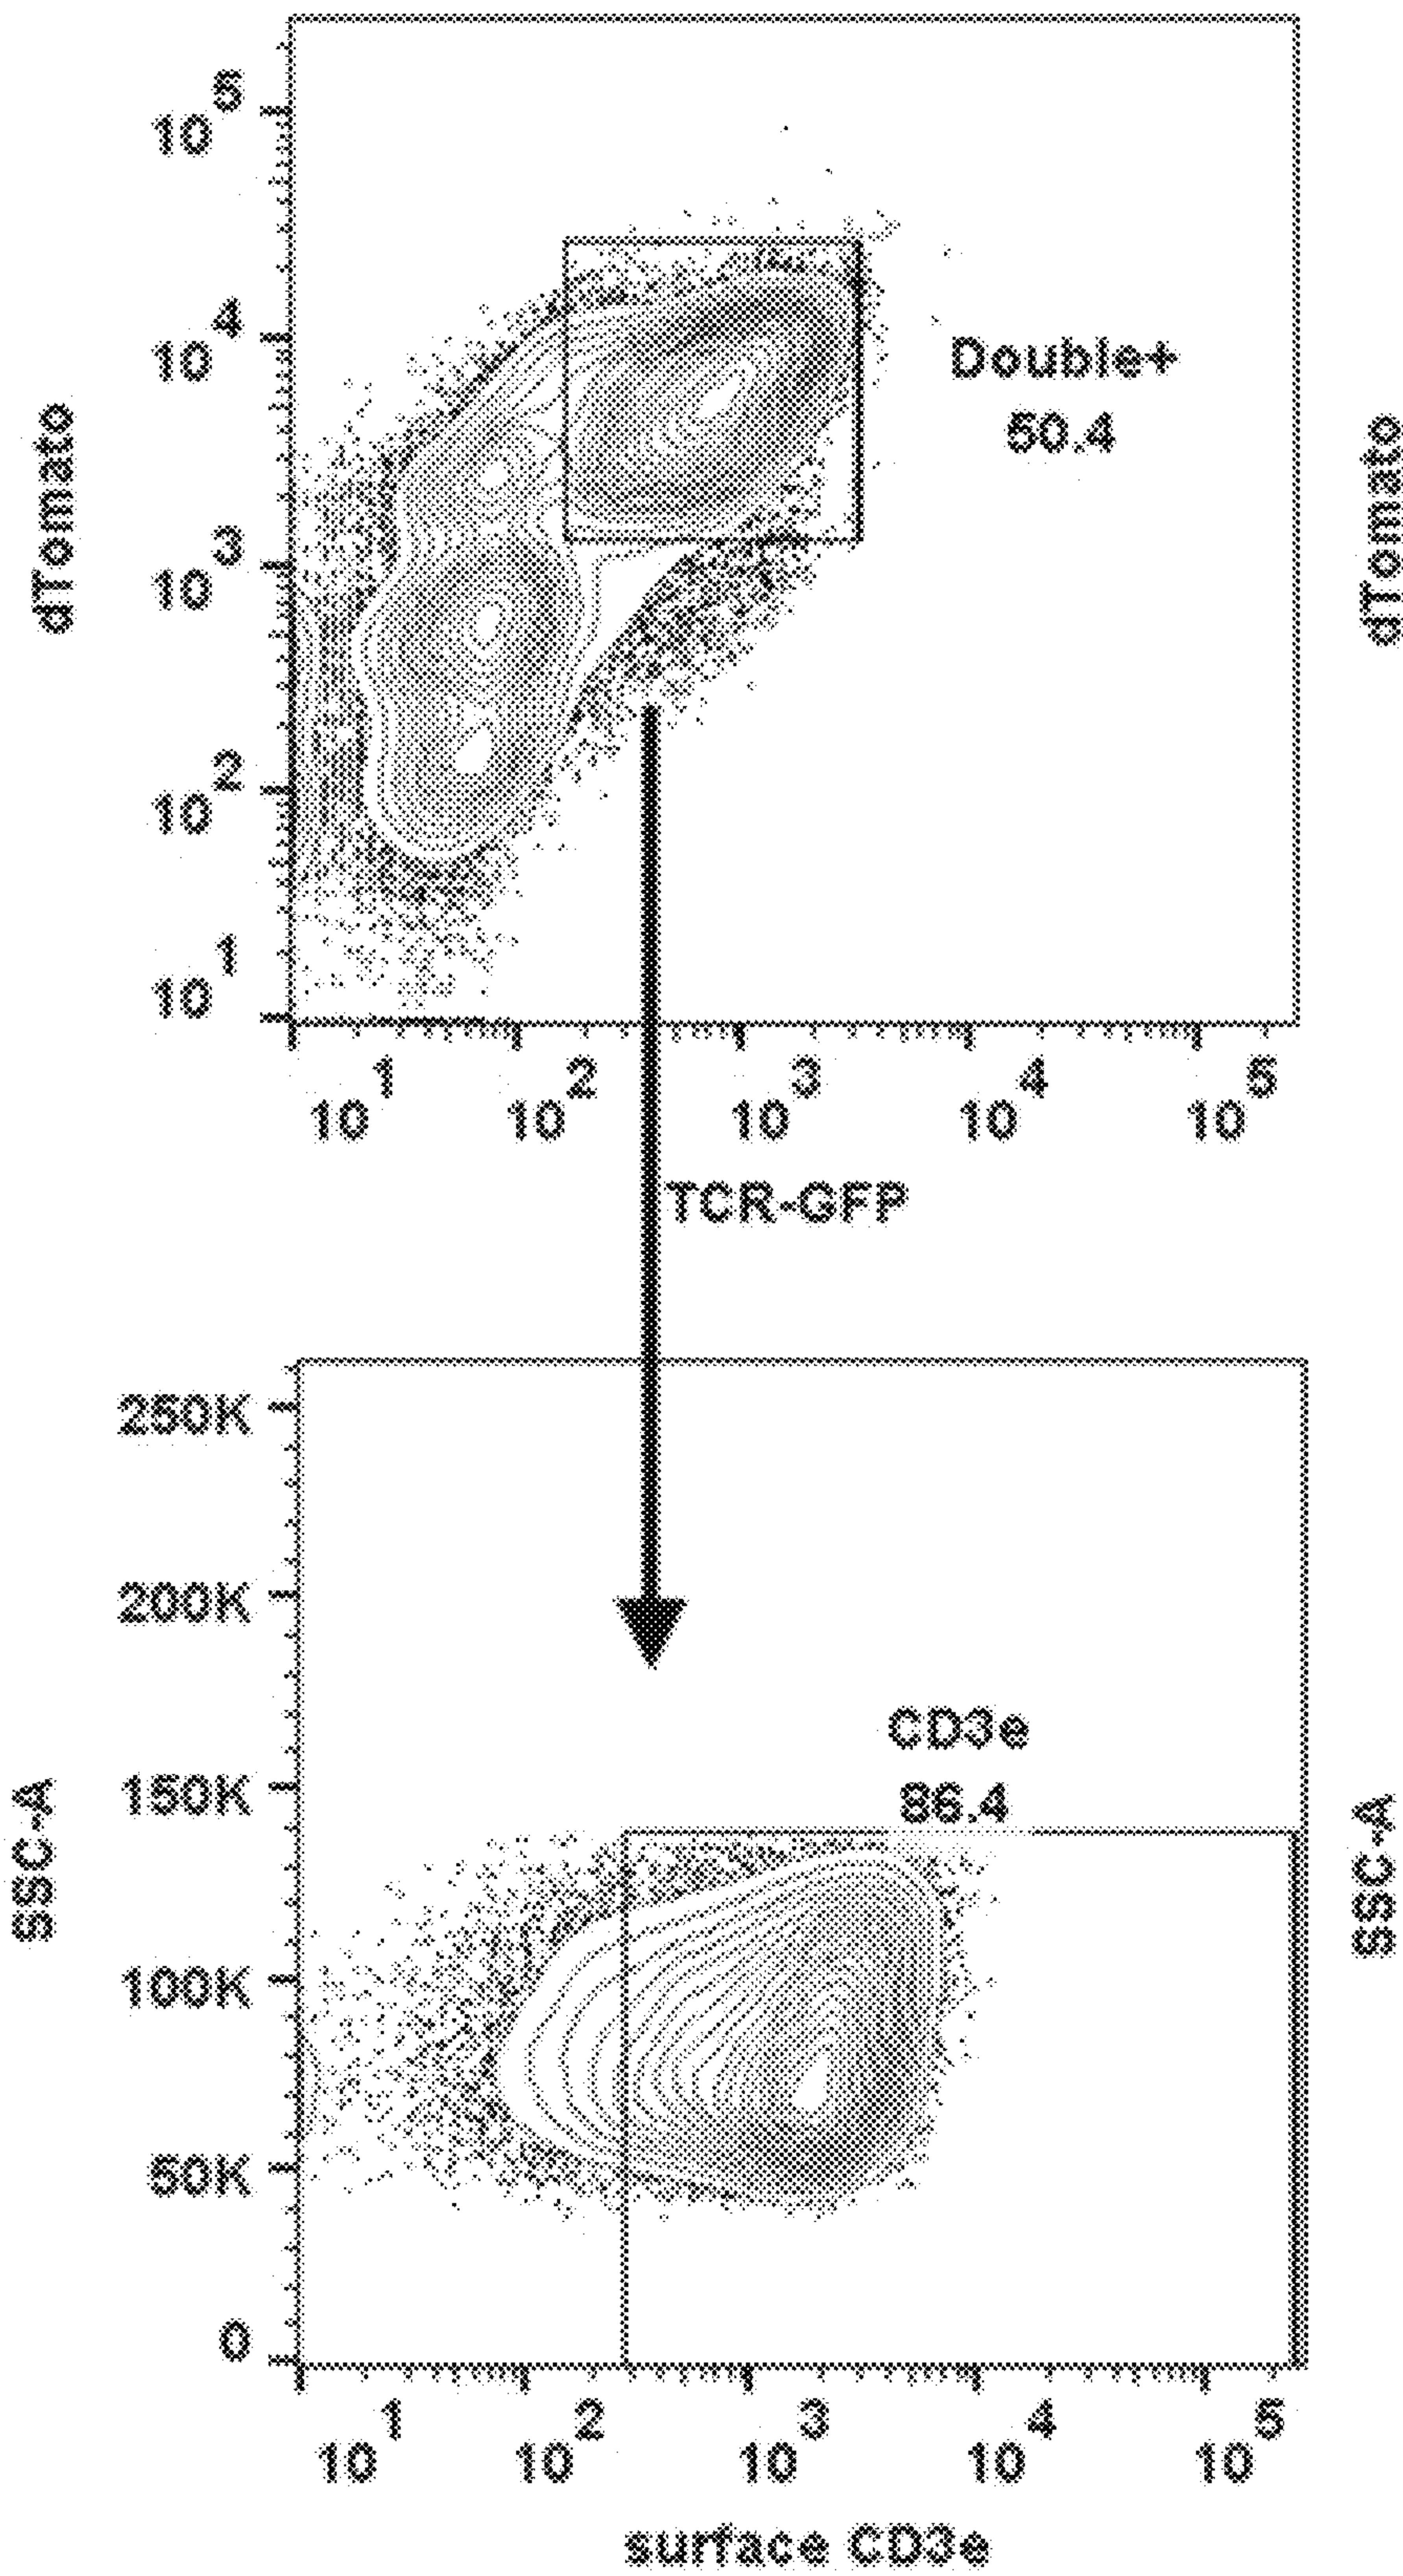 10^5
10^4
10^3
10^2
10^1
dTomato
Double+
50.4
dTomato
10^1 10^2 10^3 10^4 10^5
TCR-GFP
250K
200K
150K
100K
50K
0
SSC-A
CD3e
86.4
SSC-A
10^1 10^2 10^3 10^4 10^5
surface CD3e